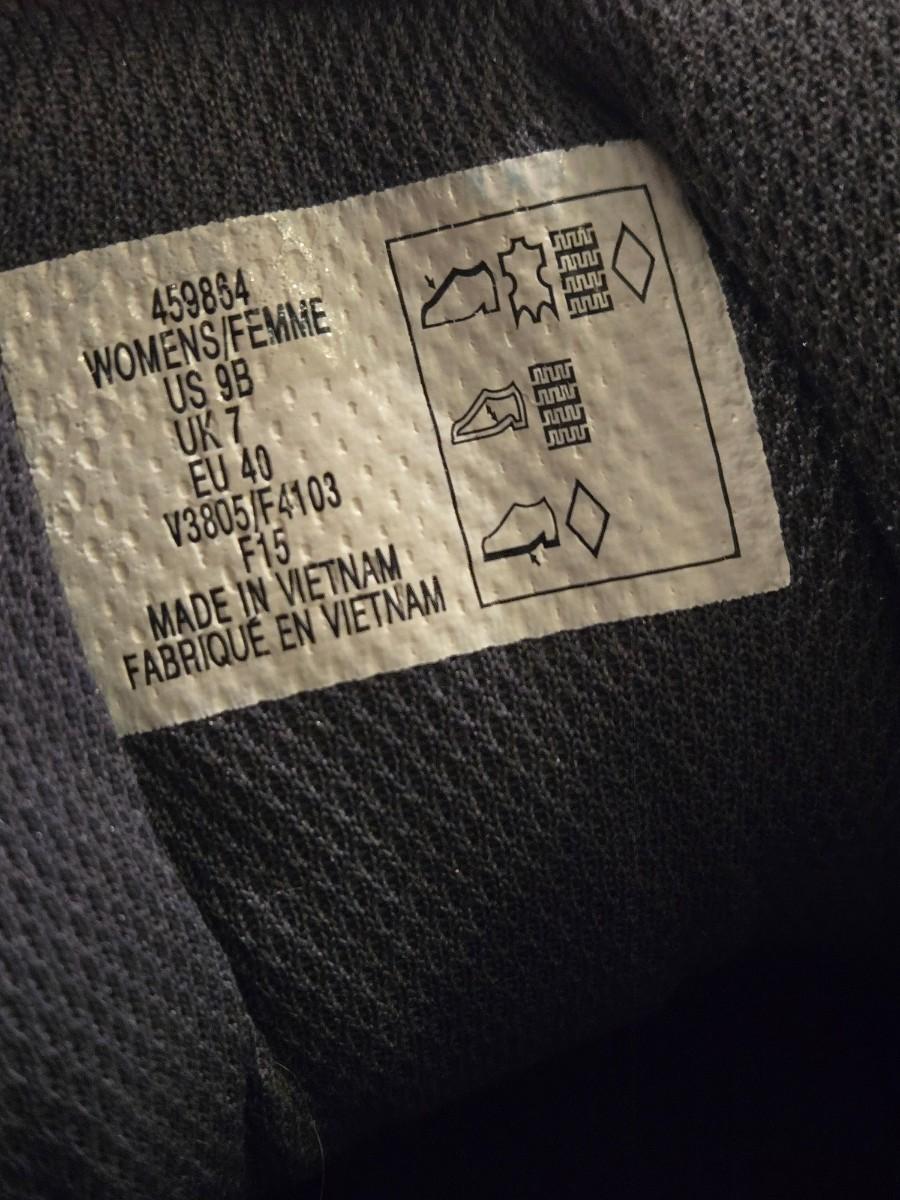 459864
WOMENS/FEMME
US 9B
UK 7
EU 40
V3805/F4103
F15
MADE IN VIETNAM
FABRIQUÉ EN VIETNAM